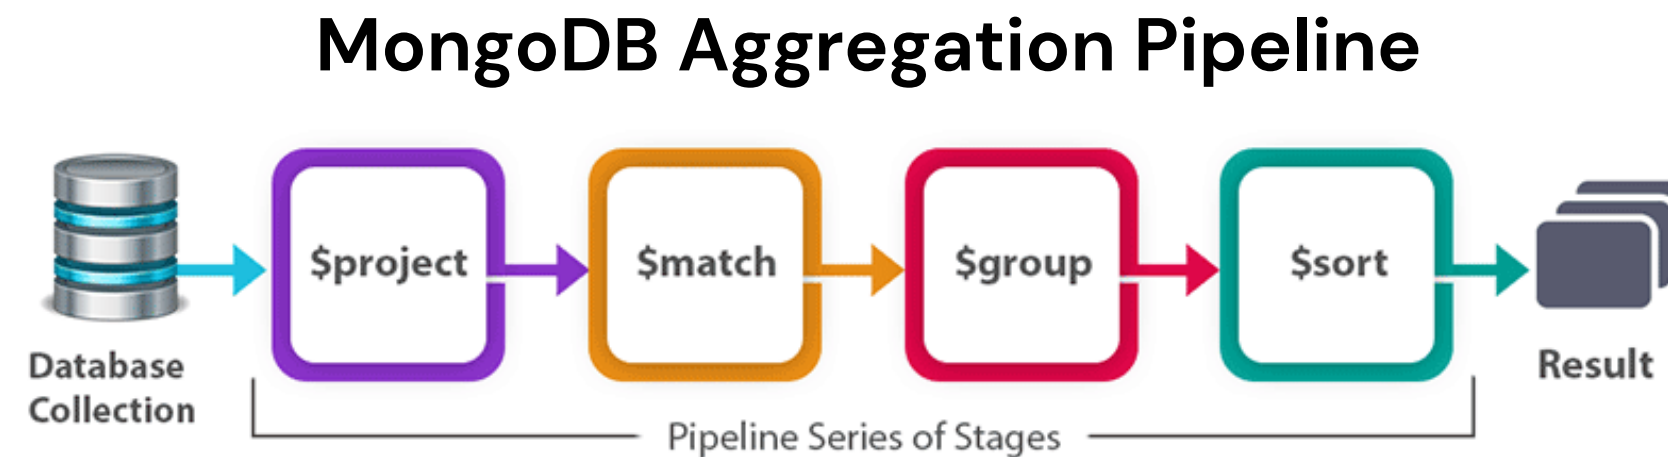 MongoDB Aggregation Pipeline
$project
$match
$group
$sort
Database
Collection
Result
Pipeline Series of Stages